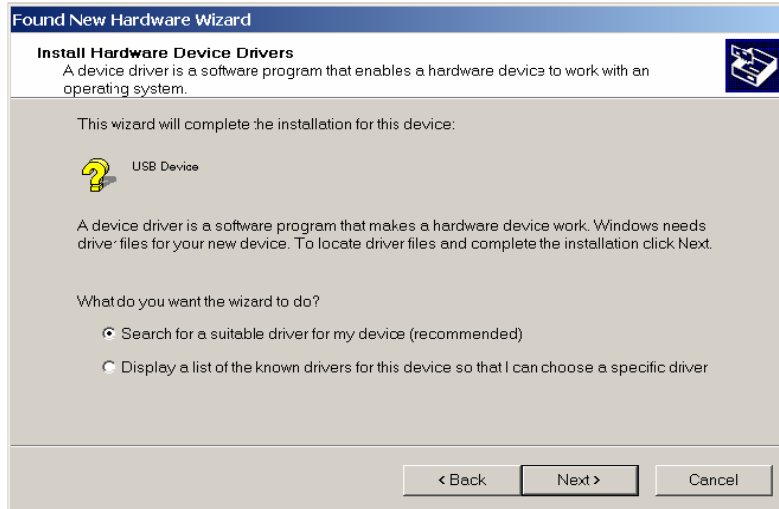 Found New Hardware Wizard
Install Hardware Device Drivers
A device driver is a software program that enables a hardware device to work with an
operating system.
This wizard will complete the installation for this device:
USB Device
A device driver is a software program that makes a hardware device work. Windows needs
driver files for your new device. To locate driver files and complete the installation click Next.
What do you want the wizard to do?
Search for a suitable driver for my device (recommended)
Display a list of the known drivers for this device so that I can choose a specific driver
< Back Next > Cancel